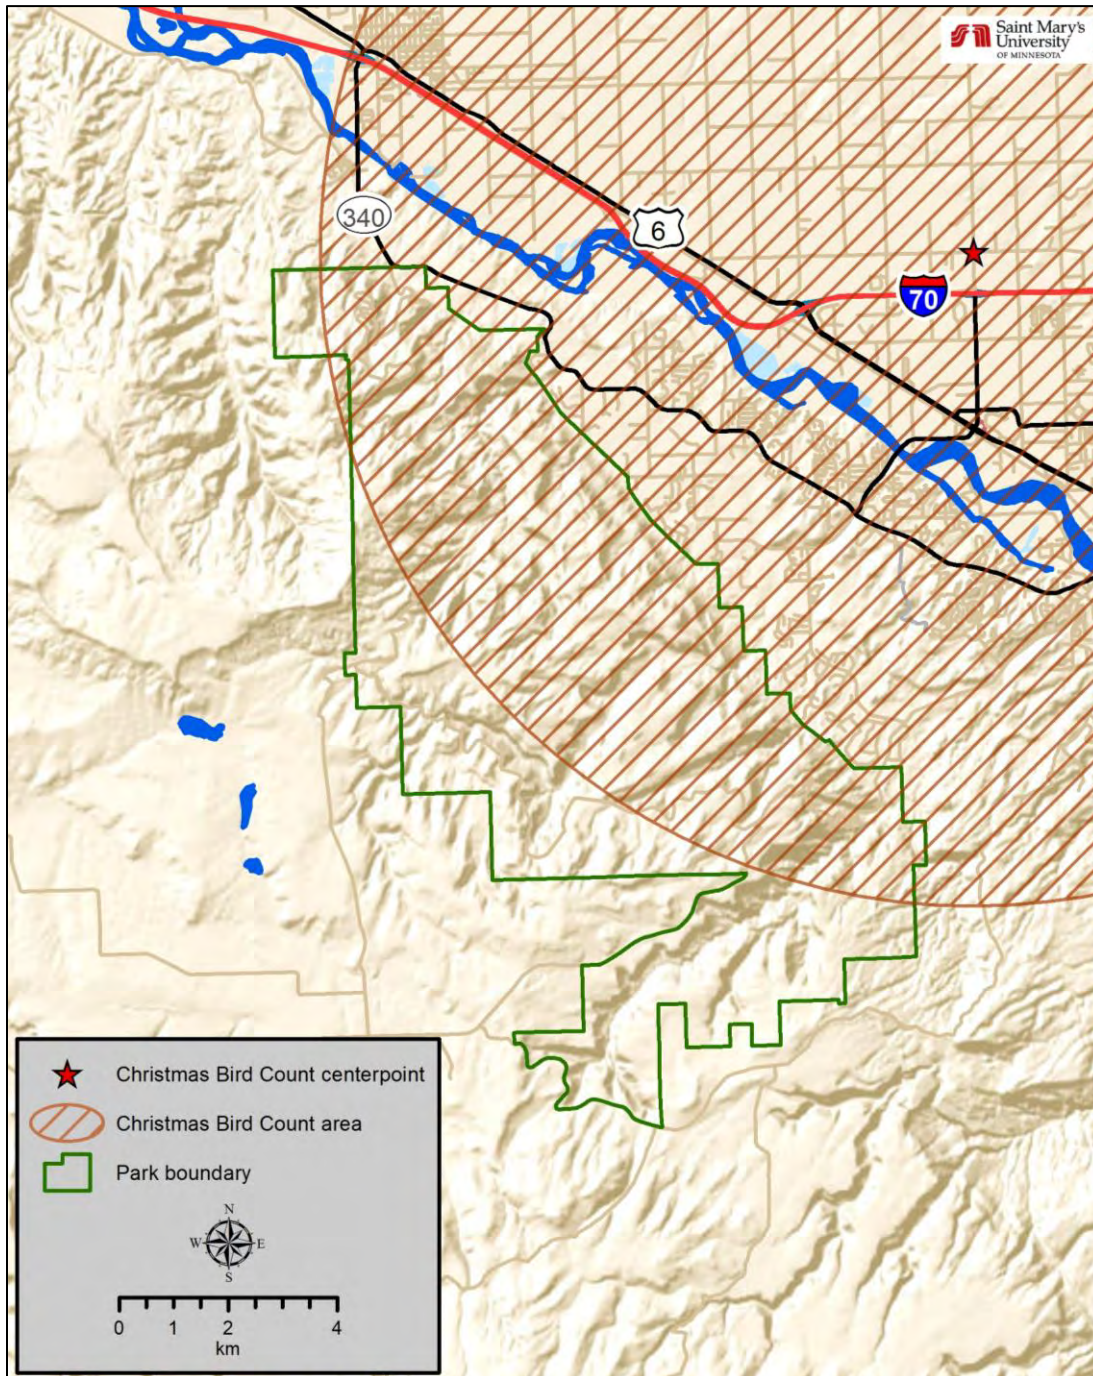 Saint Mary's
University
OF MINNESOTA
340
6
70
Christmas Bird Count centerpoint
Christmas Bird Count area
Park boundary
N
W E
S
0 1 2 4
km